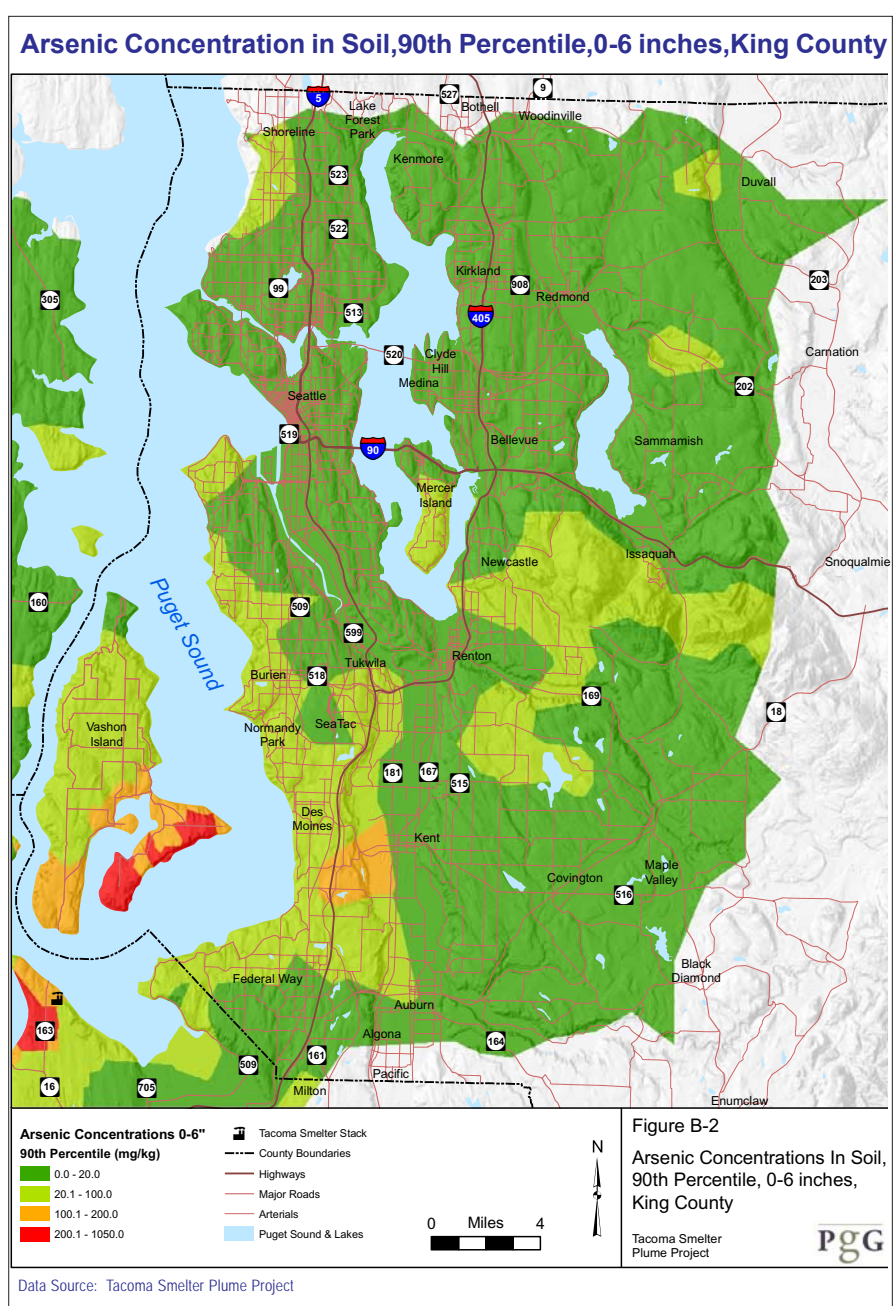 Arsenic Concentration in Soil,90th Percentile,0-6 inches,King County
5
527
9
Lake
Forest
Park
Bothell
Woodinville
Shoreline
Kenmore
523
Duvall
522
305
99
Kirkland
908
Redmond
203
513
405
520
Clyde
Hill
Medina
Carnation
202
Seattle
519
90
Bellevue
Sammamish
Mercer
Island
Newcastle
Issaquah
Snoqualmie
160
Puget Sound
509
599
Tukwila
Renton
Burien
518
169
18
Vashon
Island
Normandy
Park
SeaTac
181
167
515
Des
Moines
Kent
Covington
Maple
Valley
516
Black
Diamond
Federal Way
Auburn
163
Algona
164
509
161
Pacific
16
705
Milton
Enumclaw
Arsenic Concentrations 0-6"
90th Percentile (mg/kg)
0.0 - 20.0
20.1 - 100.0
100.1 - 200.0
200.1 - 1050.0
Tacoma Smelter Stack
County Boundaries
Highways
Major Roads
Arterials
Puget Sound & Lakes
0 Miles 4
N
Figure B-2
Arsenic Concentrations In Soil,
90th Percentile, 0-6 inches,
King County
Tacoma Smelter
Plume Project
PgG
Data Source: Tacoma Smelter Plume Project